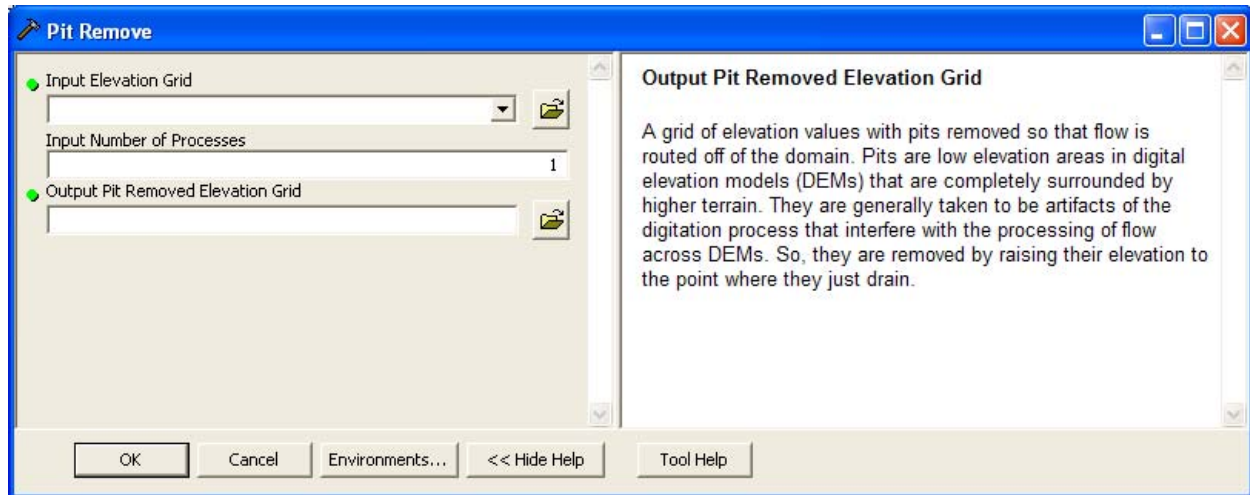 Pit Remove
Input Elevation Grid
Input Number of Processes
1
Output Pit Removed Elevation Grid
OK
Cancel
Environments...
<< Hide Help
Output Pit Removed Elevation Grid
A grid of elevation values with pits removed so that flow is
routed off of the domain. Pits are low elevation areas in digital
elevation models (DEMs) that are completely surrounded by
higher terrain. They are generally taken to be artifacts of the
digitation process that interfere with the processing of flow
across DEMs. So, they are removed by raising their elevation to
the point where they just drain.
Tool Help